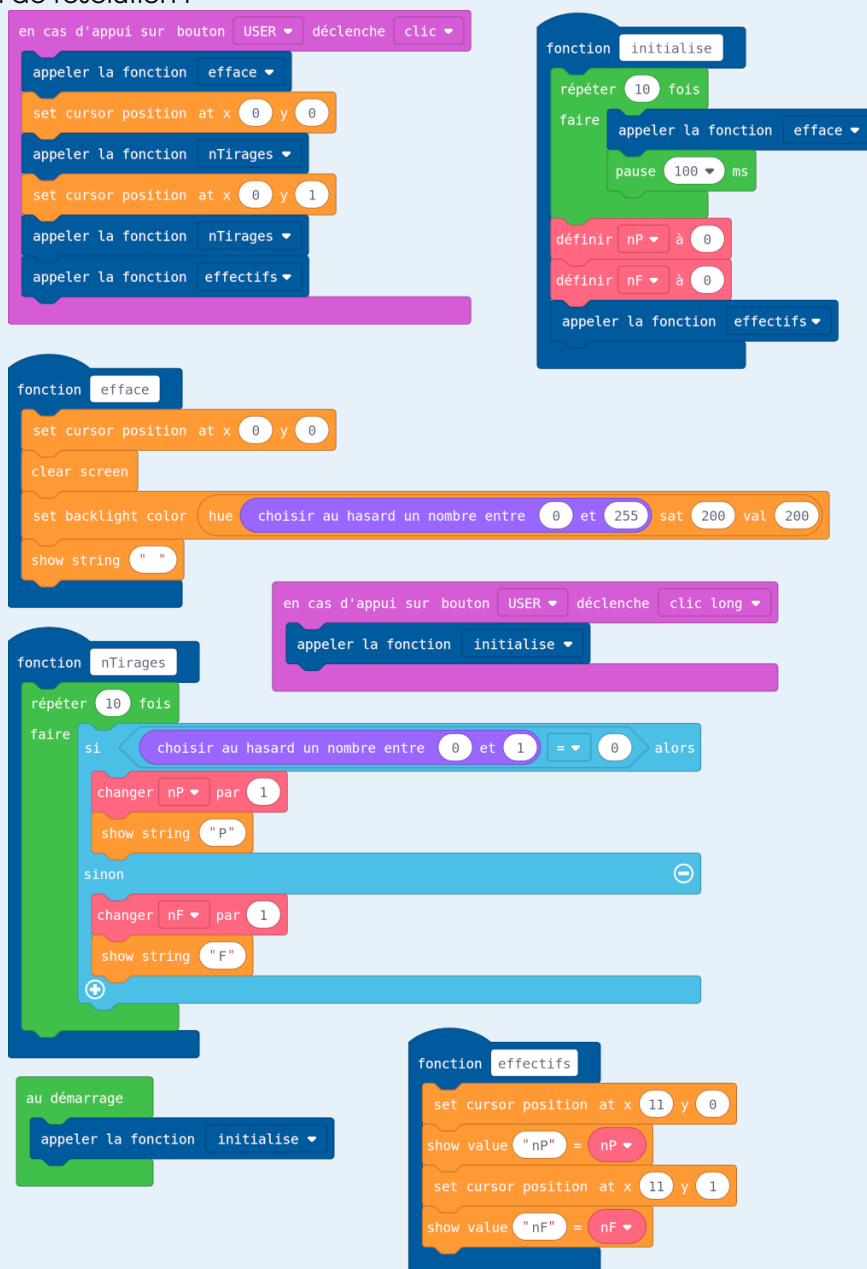 de résolution :
en cas d'appui sur bouton USER déclenche clic
appeler la fonction efface
set cursor position at x 0 y 0
appeler la fonction nTirages
set cursor position at x 0 y 1
appeler la fonction nTirages
appeler la fonction effectifs
fonction initialise
répéter 10 fois
faire
appeler la fonction efface
pause 100 ms
définir nP à 0
définir nF à 0
appeler la fonction effectifs
fonction efface
set cursor position at x 0 y 0
clear screen
set backlight color hue choisir au hasard un nombre entre 0 et 255 sat 200 val 200
show string " "
en cas d'appui sur bouton USER déclenche clic long
appeler la fonction initialise
fonction nTirages
répéter 10 fois
faire
si choisir au hasard un nombre entre 0 et 1 = 0 alors
changer nP par 1
show string "P"
sinon
changer nF par 1
show string "F"
au démarrage
appeler la fonction initialise
fonction effectifs
set cursor position at x 11 y 0
show value "nP" = nP
set cursor position at x 11 y 1
show value "nF" = nF